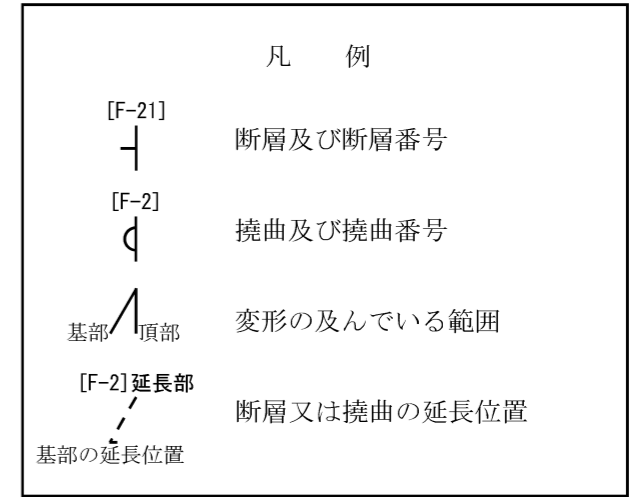 凡　例
[F-21]
断層及び断層番号
[F-2]
撓曲及び撓曲番号
基部 頂部
変形の及んでいる範囲
[F-2]延長部
断層又は撓曲の延長位置
基部の延長位置